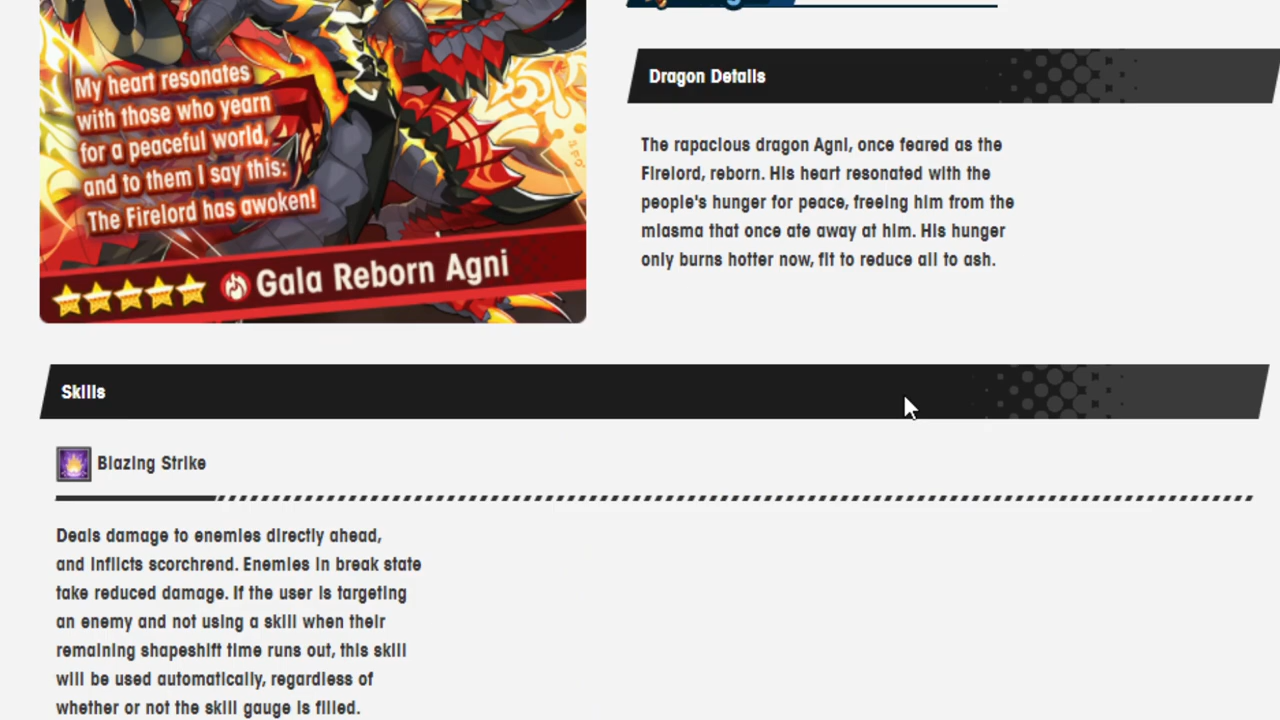 My heart resonates
with those who yearn
for a peaceful world,
and to them I say this:
The Firelord has awoken!
Gala Reborn Agni
Dragon Details
The rapacious dragon Agni, once feared as the
Firelord, reborn. His heart resonated with the
people's hunger for peace, freeing him from the
miasma that once ate away at him. His hunger
only burns hotter now, fit to reduce all to ash.
Skills
Blazing Strike
Deals damage to enemies directly ahead,
and inflicts scorchrend. Enemies in break state
take reduced damage. If the user is targeting
an enemy and not using a skill when their
remaining shapeshift time runs out, this skill
will be used automatically, regardless of
whether or not the skill gauge is filled.